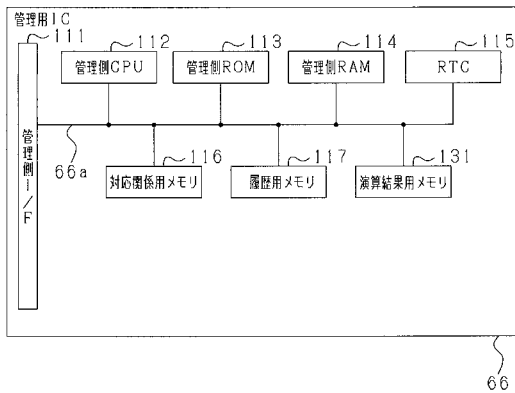 管理用IC
111
112
113
114
115
管理側CPU
管理側ROM
管理側RAM
RTC
管理側I/F
66a
116
117
131
対応関係用メモリ
履歴用メモリ
演算結果用メモリ
66